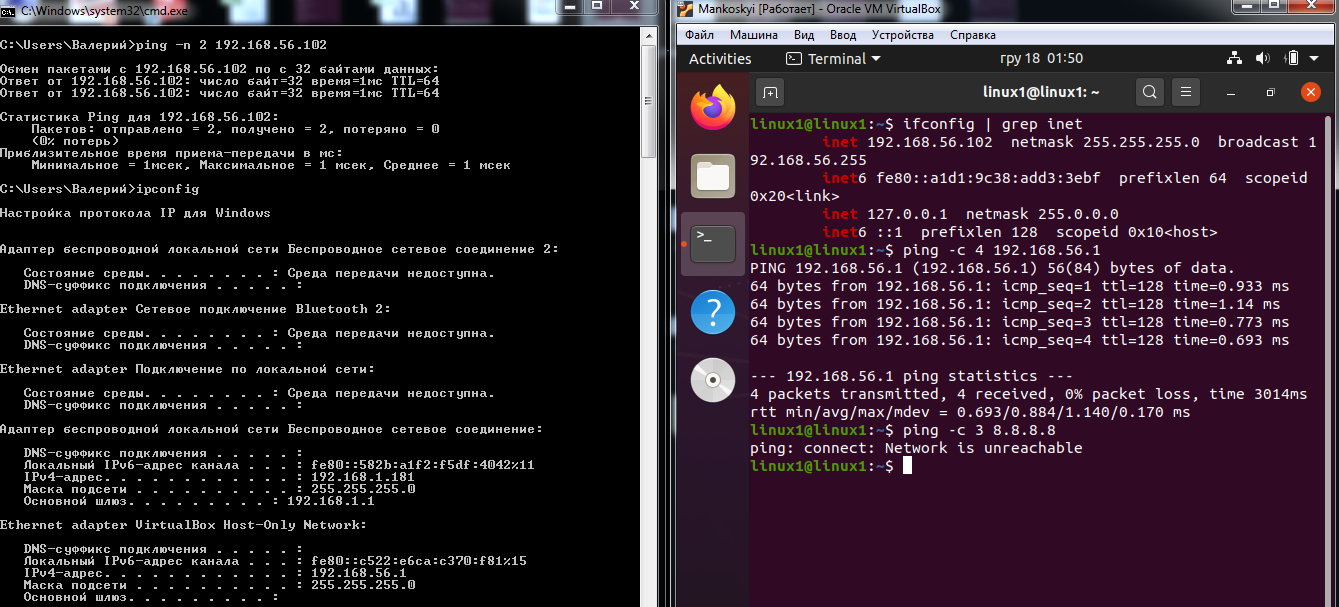 C:\Windows\system32\cmd.exe
C:\Users\Валерий>ping -n 2 192.168.56.102
Обмен пакетами с 192.168.56.102 по с 32 байтами данных:
Ответ от 192.168.56.102: число байт=32 время=1мс TTL=64
Ответ от 192.168.56.102: число байт=32 время=1мс TTL=64
Статистика Ping для 192.168.56.102:
Пакетов: отправлено = 2, получено = 2, потеряно = 0
(0% потерь)
Приблизительное время приема-передачи в мс:
Минимальное = 1мсек, Максимальное = 1 мсек, Среднее = 1 мсек
C:\Users\Валерий>ipconfig
Настройка протокола IP для Windows
Адаптер беспроводной локальной сети Беспроводное сетевое соединение 2:
Состояние среды. . . . . . . . : Среда передачи недоступна.
DNS-суффикс подключения . . . . . :
Ethernet adapter Сетевое подключение Bluetooth 2:
Состояние среды. . . . . . . . : Среда передачи недоступна.
DNS-суффикс подключения . . . . . :
Ethernet adapter Подключение по локальной сети:
Состояние среды. . . . . . . . : Среда передачи недоступна.
DNS-суффикс подключения . . . . . :
Адаптер беспроводной локальной сети Беспроводное сетевое соединение:
DNS-суффикс подключения . . . . . :
Локальный IPv6-адрес канала . . . : fe80::582b:a1f2:f5df:4042%11
IPv4-адрес. . . . . . . . . . . . : 192.168.1.181
Маска подсети . . . . . . . . . . : 255.255.255.0
Основной шлюз. . . . . . . . . : 192.168.1.1
Ethernet adapter VirtualBox Host-Only Network:
DNS-суффикс подключения . . . . . :
Локальный IPv6-адрес канала . . . : fe80::c522:e6ca:c370:f81%15
IPv4-адрес. . . . . . . . . . . . : 192.168.56.1
Маска подсети . . . . . . . . . . : 255.255.255.0
Основной шлюз. . . . . . . . . :
Mankoskyi [Работает] - Oracle VM VirtualBox
Файл Машина Вид Ввод Устройства Справка
Activities Terminal гру 18 01:50
linux1@linux1: ~
linux1@linux1:~$ ifconfig | grep inet
inet 192.168.56.102 netmask 255.255.255.0 broadcast 1
92.168.56.255
inet6 fe80::a1d1:9c38:add3:3ebf prefixlen 64 scopeid
0x20<link>
inet 127.0.0.1 netmask 255.0.0.0
inet6 ::1 prefixlen 128 scopeid 0x10<host>
linux1@linux1:~$ ping -c 4 192.168.56.1
PING 192.168.56.1 (192.168.56.1) 56(84) bytes of data.
64 bytes from 192.168.56.1: icmp_seq=1 ttl=128 time=0.933 ms
64 bytes from 192.168.56.1: icmp_seq=2 ttl=128 time=1.14 ms
64 bytes from 192.168.56.1: icmp_seq=3 ttl=128 time=0.773 ms
64 bytes from 192.168.56.1: icmp_seq=4 ttl=128 time=0.693 ms
--- 192.168.56.1 ping statistics ---
4 packets transmitted, 4 received, 0% packet loss, time 3014ms
rtt min/avg/max/mdev = 0.693/0.884/1.140/0.170 ms
linux1@linux1:~$ ping -c 3 8.8.8.8
ping: connect: Network is unreachable
linux1@linux1:~$